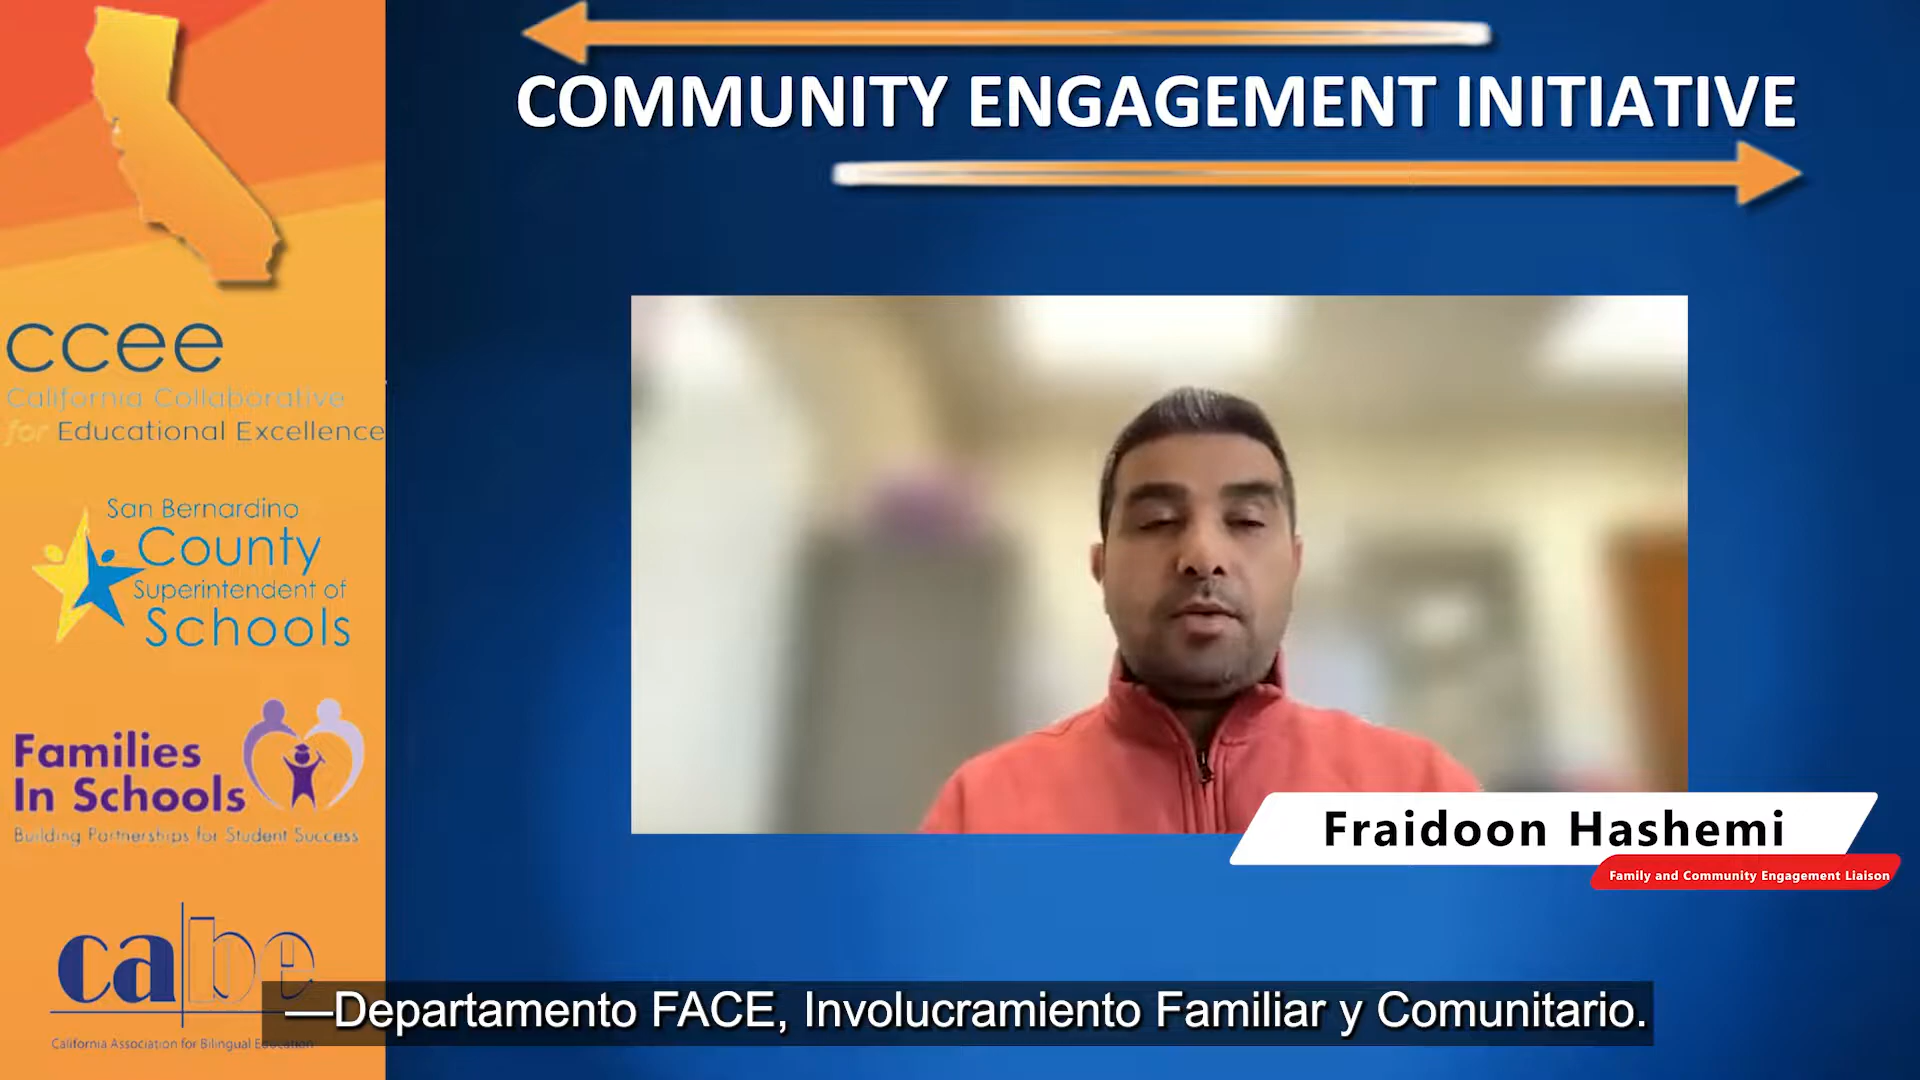 COMMUNITY ENGAGEMENT INITIATIVE
ccee
California Collaborative
for Educational Excellence
San Bernardino
County
Superintendent of
Schools
Families
In Schools
Building Partnerships for Student Success
cabe
California Association for Bilingual Education
Fraidoon Hashemi
Family and Community Engagement Liaison
—Departamento FACE, Involucramiento Familiar y Comunitario.